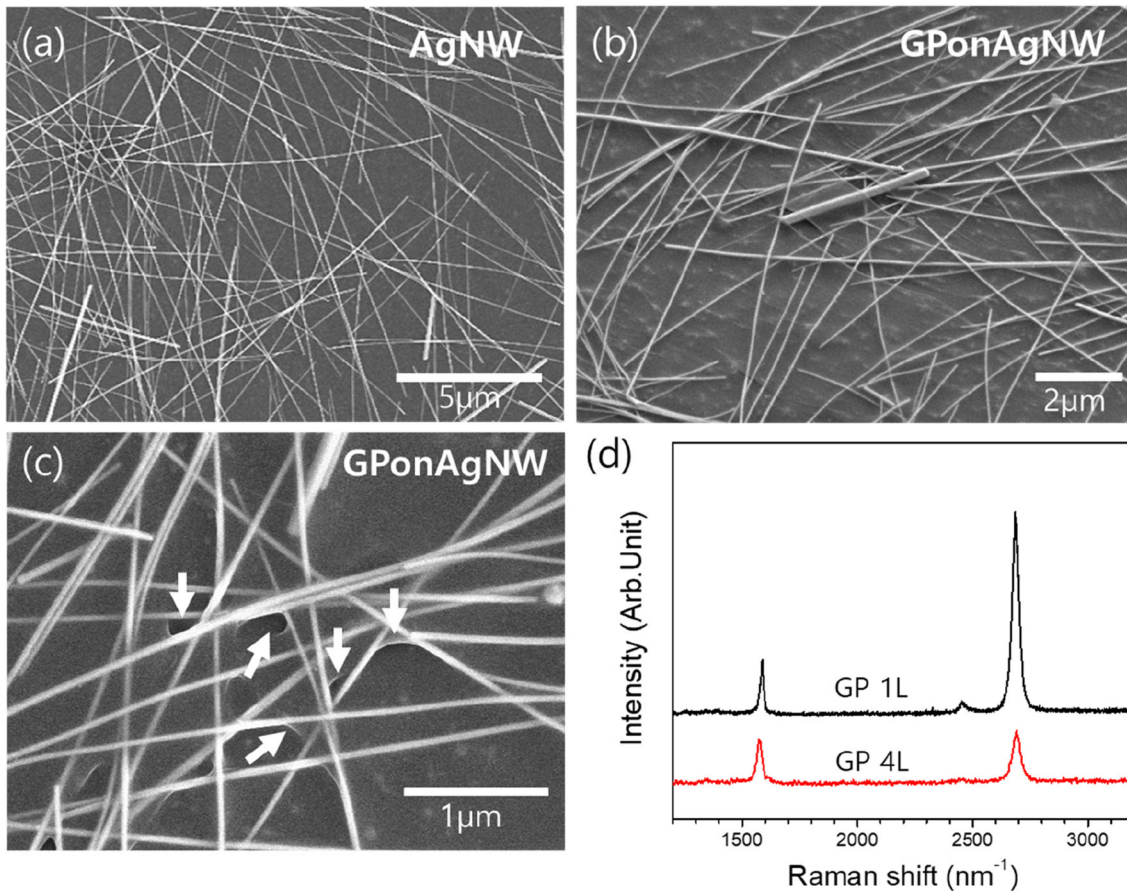 (a) AgNW
5μm
(b) GPonAgNW
2μm
(c) GPonAgNW
1μm
(d)
Intensity (Arb.Unit)
GP 1L
GP 4L
1500 2000 2500 3000
Raman shift (nm⁻¹)